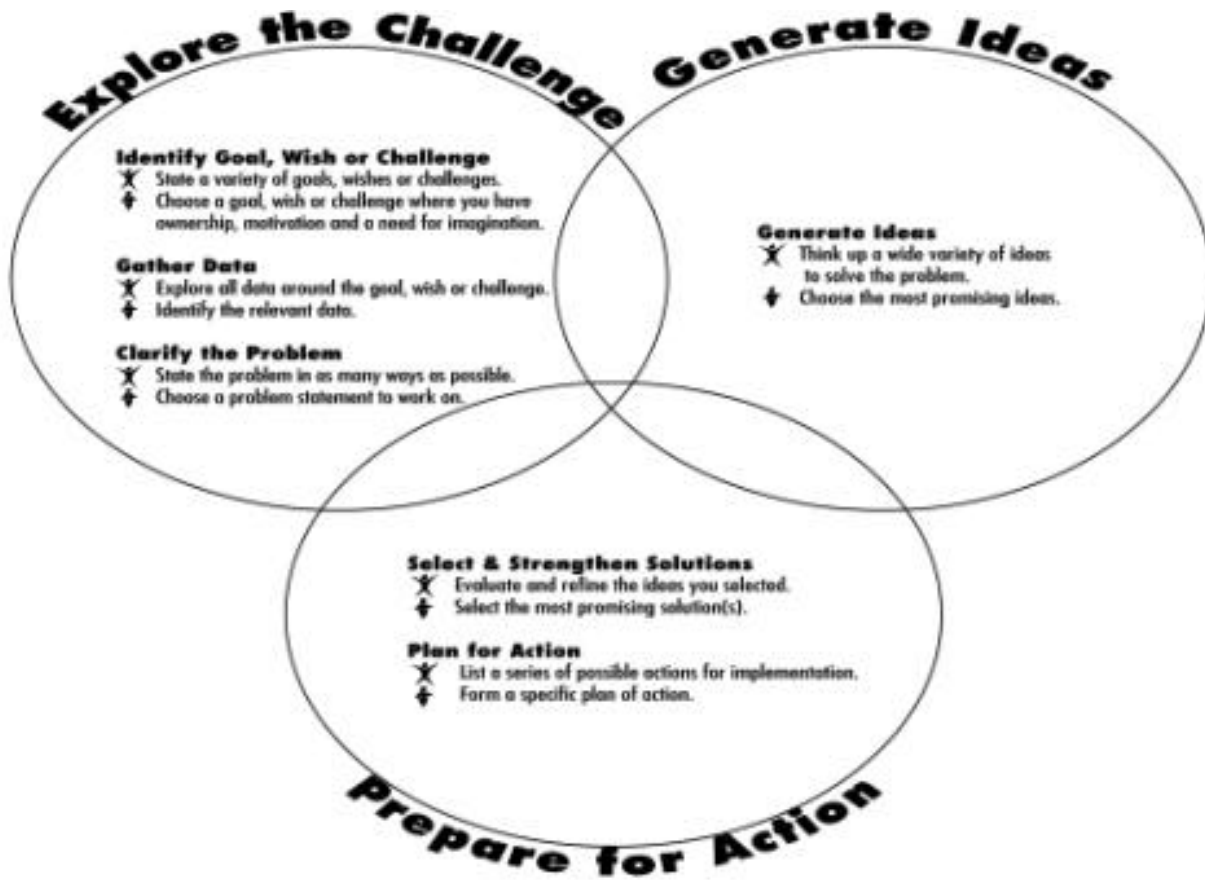 Explore the Challenge
Identify Goal, Wish or Challenge
State a variety of goals, wishes or challenges.
Choose a goal, wish or challenge where you have
ownership, motivation and a need for imagination.
Gather Data
Explore all data around the goal, wish or challenge.
Identify the relevant data.
Clarify the Problem
State the problem in as many ways as possible.
Choose a problem statement to work on.
Generate Ideas
Generate Ideas
Think up a wide variety of ideas
to solve the problem.
Choose the most promising ideas.
Select & Strengthen Solutions
Evaluate and refine the ideas you selected.
Select the most promising solution(s).
Plan for Action
List a series of possible actions for implementation.
Form a specific plan of action.
Prepare for Action